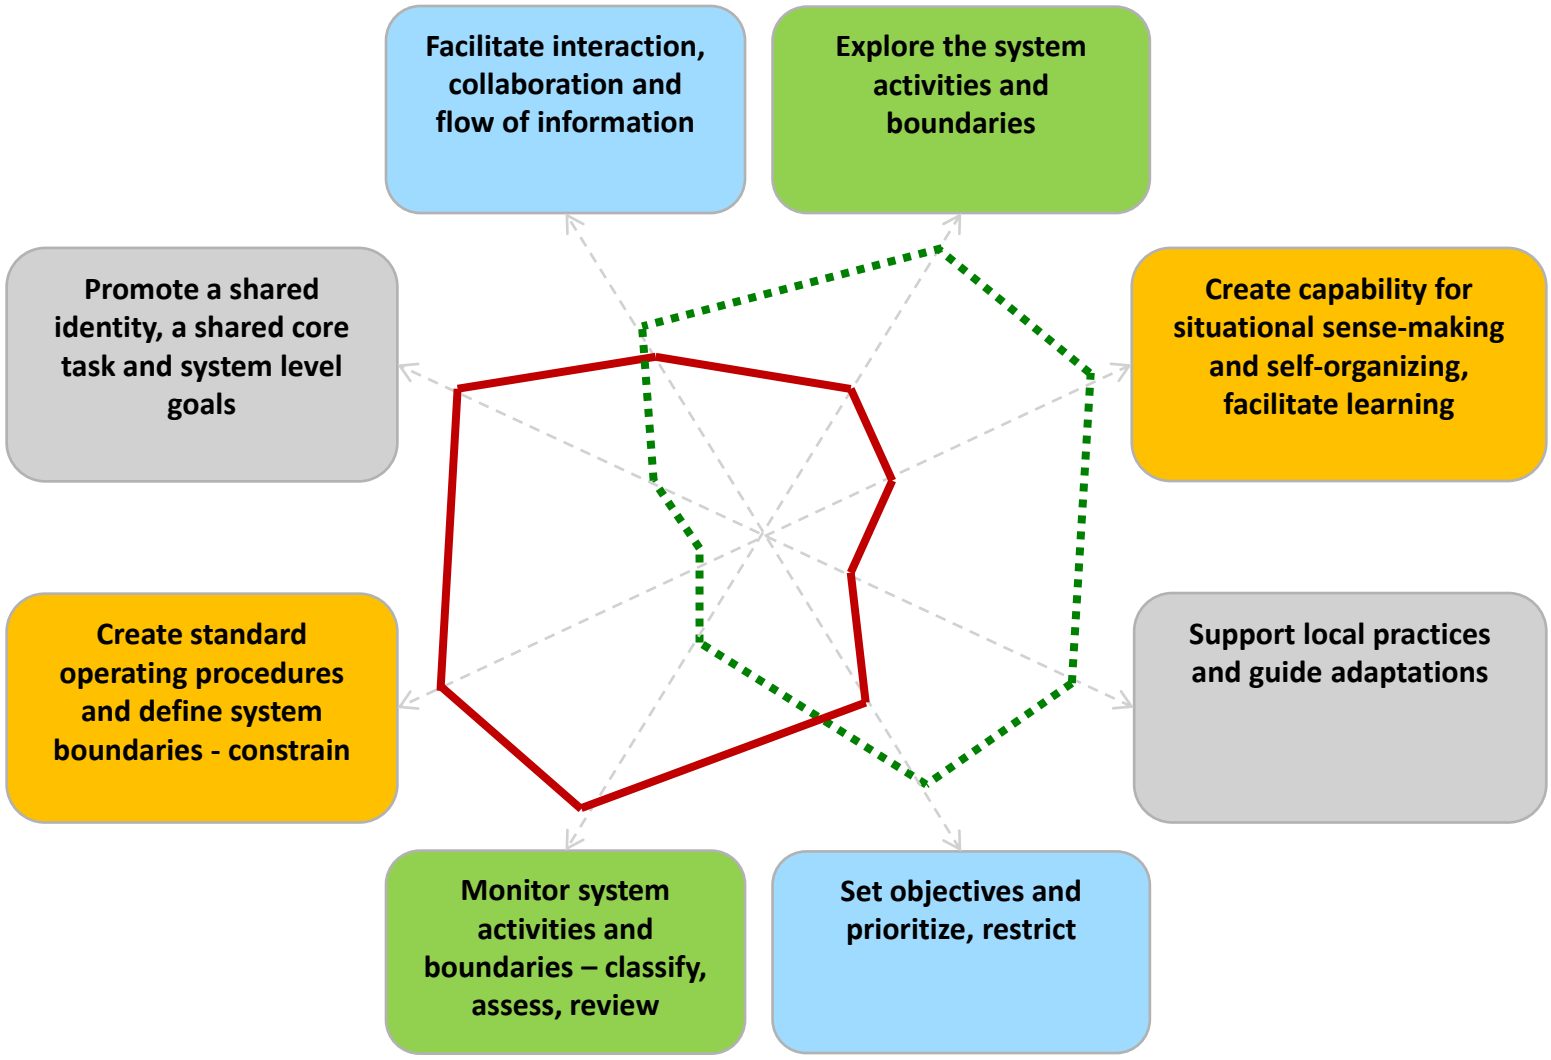 Facilitate interaction,
collaboration and
flow of information
Explore the system
activities and
boundaries
Promote a shared
identity, a shared core
task and system level
goals
Create capability for
situational sense-making
and self-organizing,
facilitate learning
Create standard
operating procedures
and define system
boundaries - constrain
Support local practices
and guide adaptations
Monitor system
activities and
boundaries – classify,
assess, review
Set objectives and
prioritize, restrict